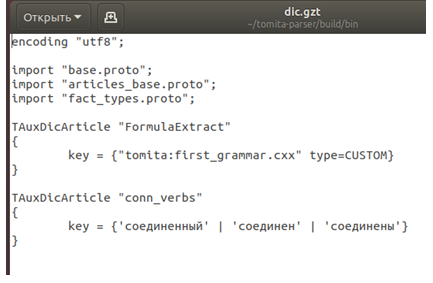 Открыть
dic.gzt
~/tomita-parser/build/bin
encoding "utf8";
import "base.proto";
import "articles_base.proto";
import "fact_types.proto";
TAuxDicArticle "FormulaExtract"
{
key = {"tomita:first_grammar.cxx" type=CUSTOM}
}
TAuxDicArticle "conn_verbs"
{
key = {'соединенный' | 'соединен' | 'соединены'}
}